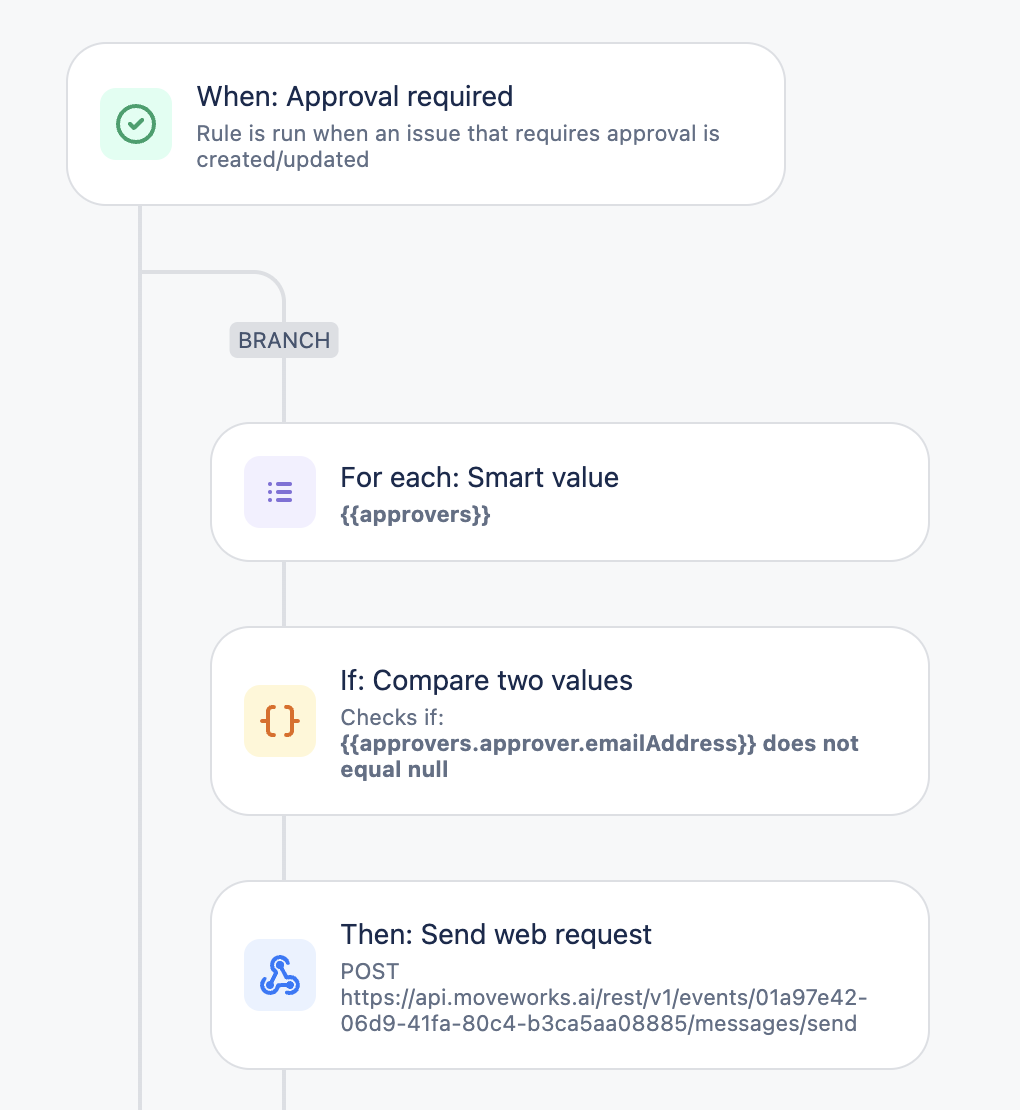 When: Approval required
Rule is run when an issue that requires approval is
created/updated
BRANCH
For each: Smart value
{{approvers}}
If: Compare two values
Checks if:
{{approvers.approver.emailAddress}} does not
equal null
Then: Send web request
POST
https://api.moveworks.ai/rest/v1/events/01a97e42-
06d9-41fa-80c4-b3ca5aa08885/messages/send